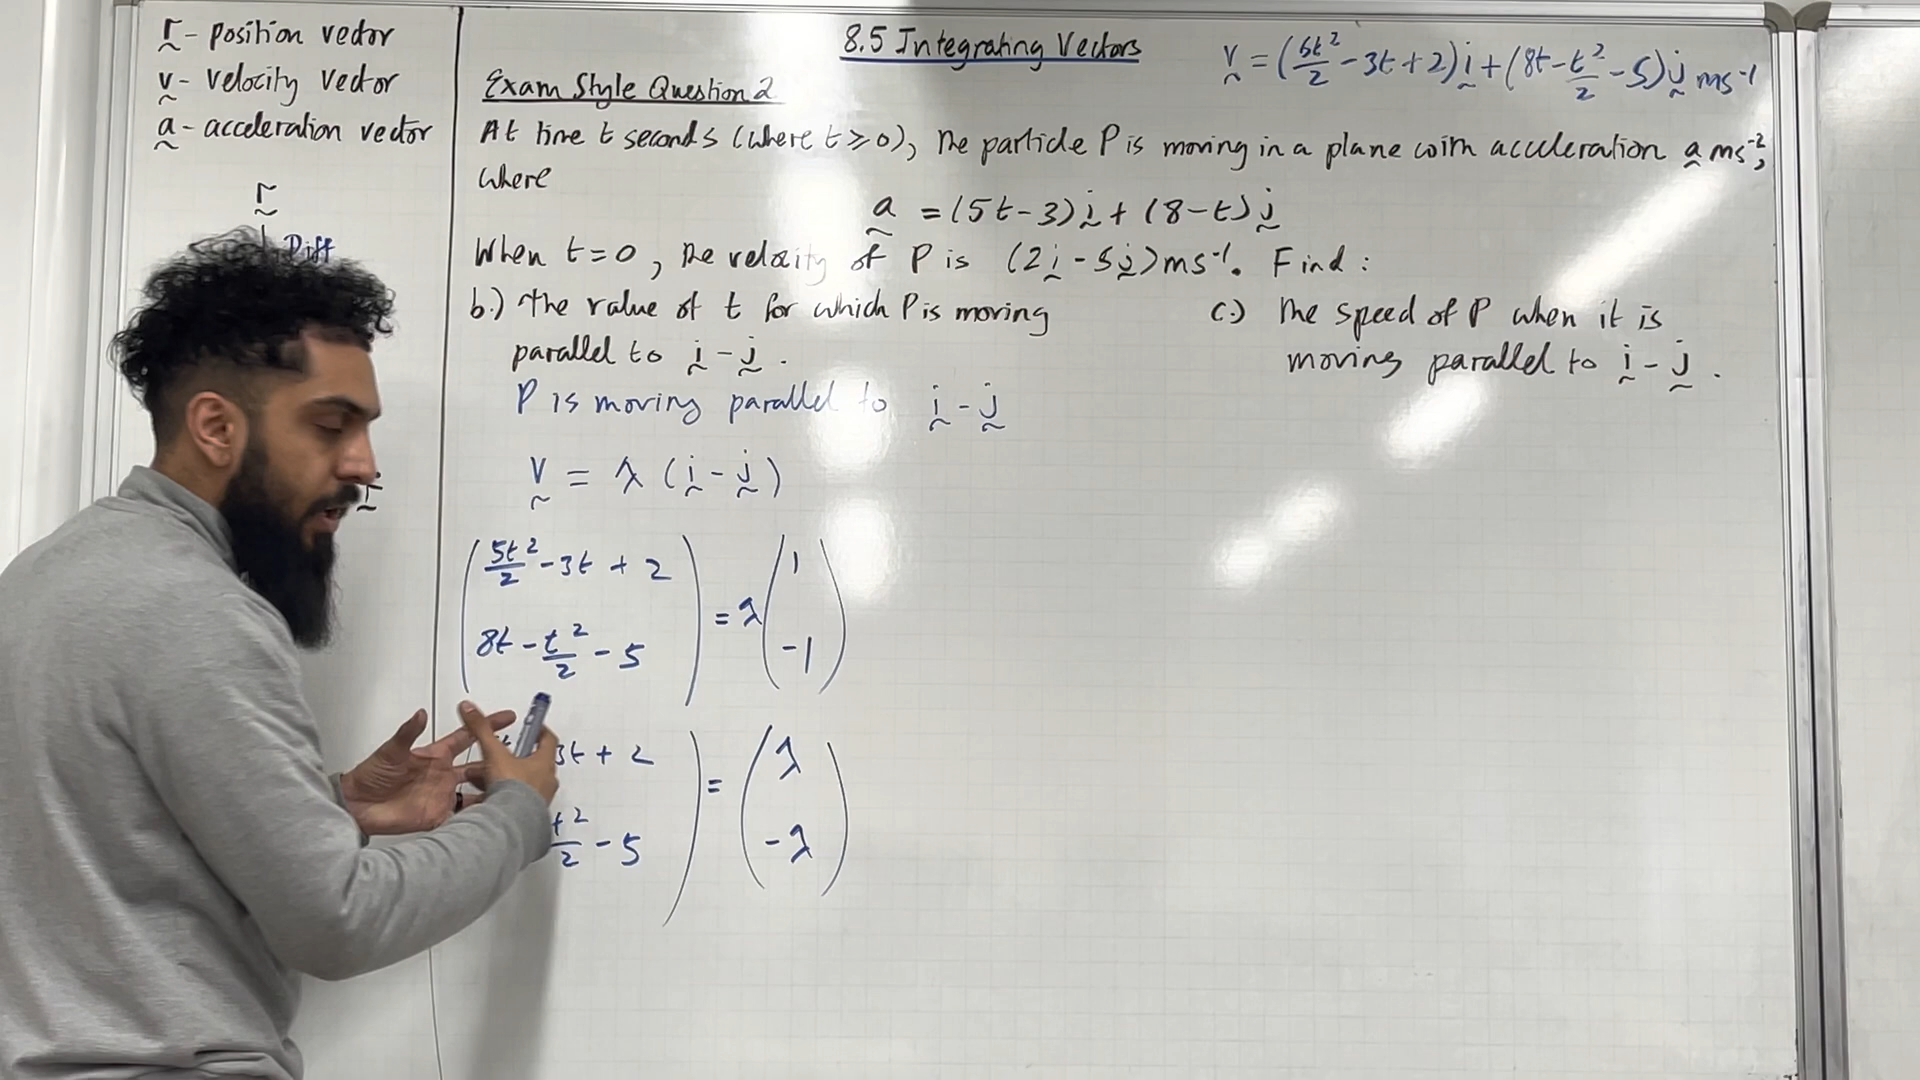 r - position vector
v - velocity vector
a - acceleration vector
r
Diff
r
8.5 Integrating Vectors
v = (5t²/2 - 3t + 2)i + (8t - t²/2 - 5)j ms⁻¹
Exam Style Question 2
At time t seconds (where t ≥ 0), the particle P is moving in a plane with acceleration a ms⁻²,
where
a = (5t - 3)i + (8 - t)j
When t = 0, the velocity of P is (2i - 5j) ms⁻¹. Find:
b.) the value of t for which P is moving
parallel to i - j.
P is moving parallel to i - j
v = λ(i - j)
(5t²/2 - 3t + 2
8t - t²/2 - 5) = λ(1
-1)
3t + 2
t²/2 - 5) = (λ
-λ)
c.) the speed of P when it is
moving parallel to i - j.